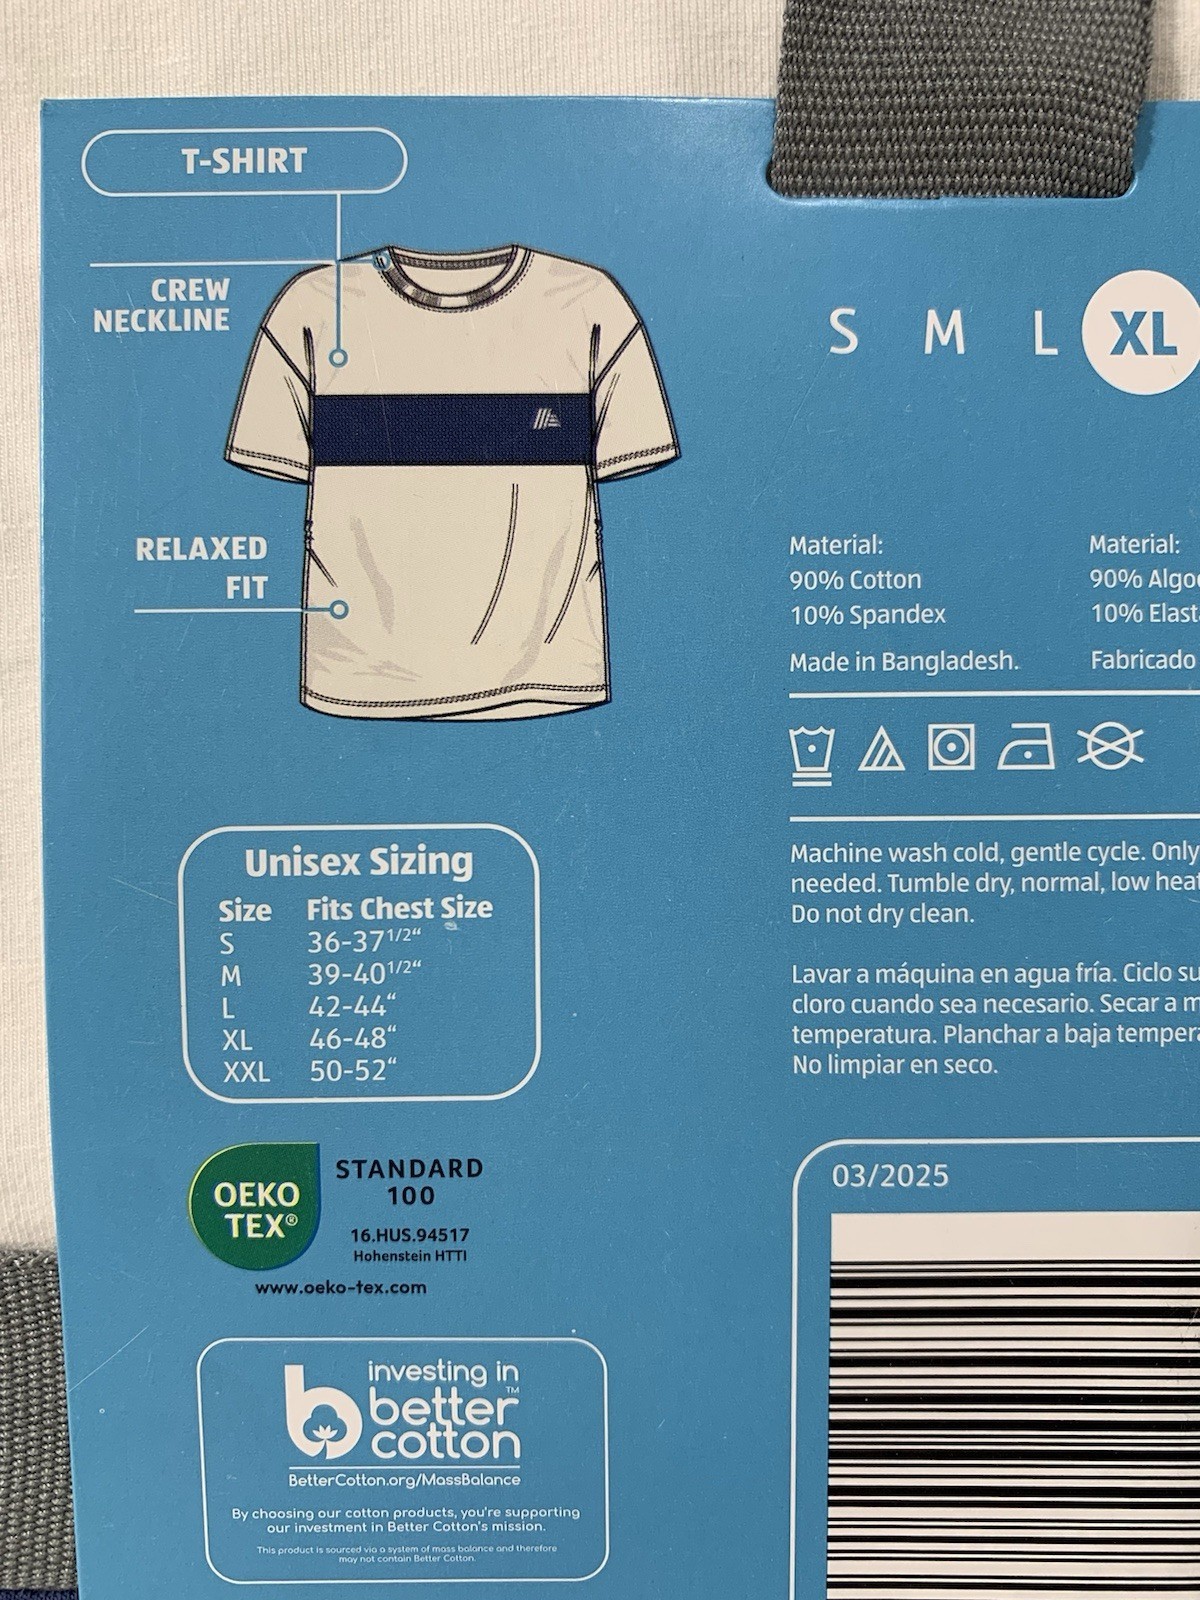 T-SHIRT
CREW
NECKLINE
RELAXED
FIT
S M L XL
Material:
90% Cotton
10% Spandex
Made in Bangladesh.
Material:
90%
10%
Fabricado
Machine wash cold, gentle cycle. Only
needed. Tumble dry, normal, low
Do not dry clean.
Lavar a máquina en agua fría. Ciclo
cloro cuando sea necesario. Secar a
temperatura. Planchar a baja
No limpiar en seco.
Unisex Sizing
Size Fits Chest Size
S 36-37 1/2“
M 39-40 1/2“
L 42-44“
XL 46-48“
XXL 50-52“
OEKO
TEX®
STANDARD
100
16.HUS.94517
Hohenstein HTTI
www.oeko-tex.com
investing in
better™
cotton
BetterCotton.org/MassBalance
By choosing our cotton products, you're supporting
our investment in Better Cotton's mission.
This product is sourced via a system of mass balance and therefore
may not contain Better Cotton.
03/2025